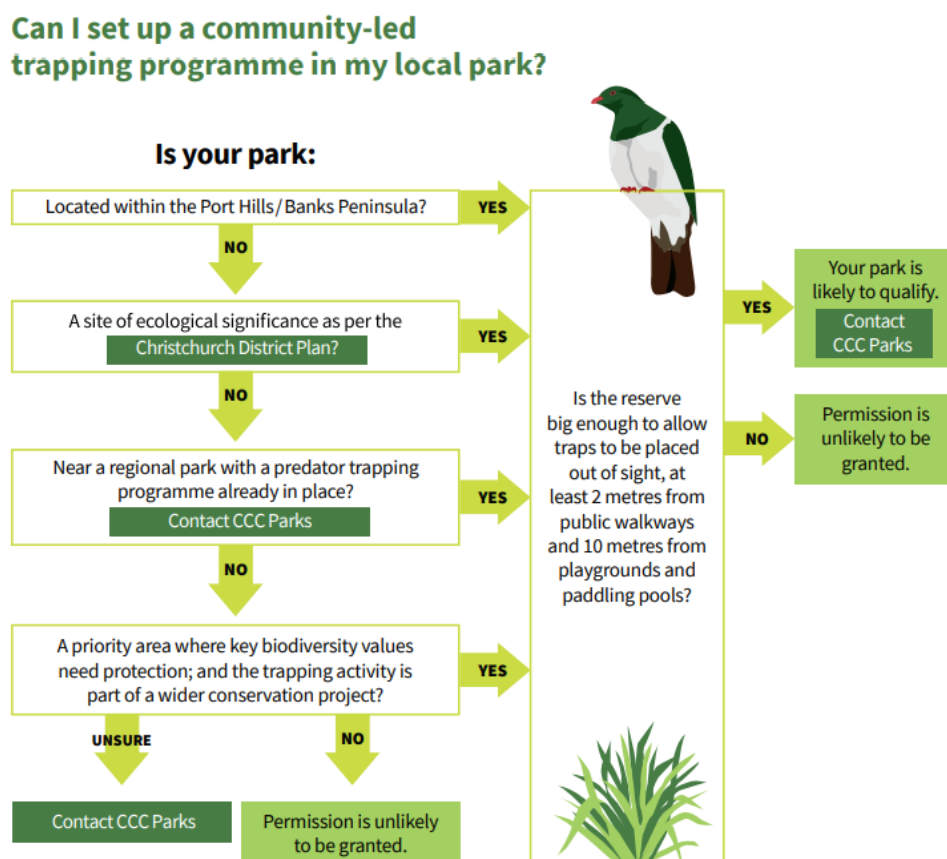 Can I set up a community-led
trapping programme in my local park?
Is your park:
Located within the Port Hills/Banks Peninsula?
YES
NO
A site of ecological significance as per the
Christchurch District Plan?
YES
NO
Near a regional park with a predator trapping
programme already in place?
Contact CCC Parks
YES
NO
A priority area where key biodiversity values
need protection; and the trapping activity is
part of a wider conservation project?
YES
UNSURE
NO
Contact CCC Parks
Permission is unlikely
to be granted.
Is the reserve
big enough to allow
traps to be placed
out of sight, at
least 2 metres from
public walkways
and 10 metres from
playgrounds and
paddling pools?
YES
Your park is
likely to qualify.
Contact
CCC Parks
NO
Permission is
unlikely to be
granted.